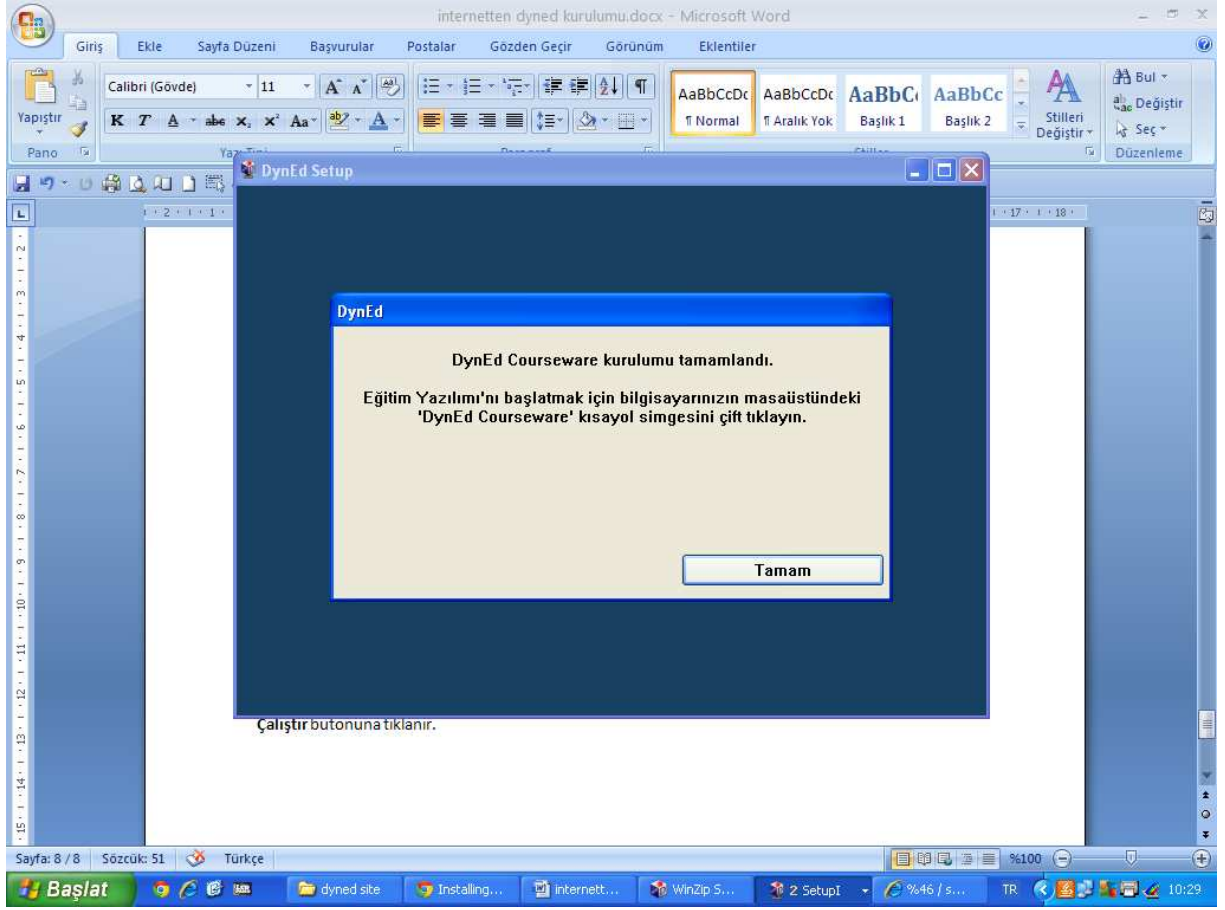 internetten dyned kurulumu.docx - Microsoft Word
Giriş Ekle Sayfa Düzeni Başvurular Postalar Gözden Geçir Görünüm Eklentiler
Yapıştır
Calibri (Gövde) 11
K T A abe x, x² Aa ab A
AaBbCcDc AaBbCcDc AaBbC AaBbCc
¶ Normal ¶ Aralık Yok Başlık 1 Başlık 2
Stilleri
Değiştir
Bul
Değiştir
Seç
Pano
Düzenleme
DynEd Setup
DynEd
DynEd Courseware kurulumu tamamlandı.
Eğitim Yazılımı'nı başlatmak için bilgisayarınızın masaüstündeki
'DynEd Courseware' kısayol simgesini çift tıklayın.
Tamam
Çalıştır butonuna tıklanır.
Sayfa: 8 / 8 Sözcük: 51 Türkçe %100
Başlat dyned site Installing... internett... WinZip S... 2 SetupI %46 / s... TR 10:29